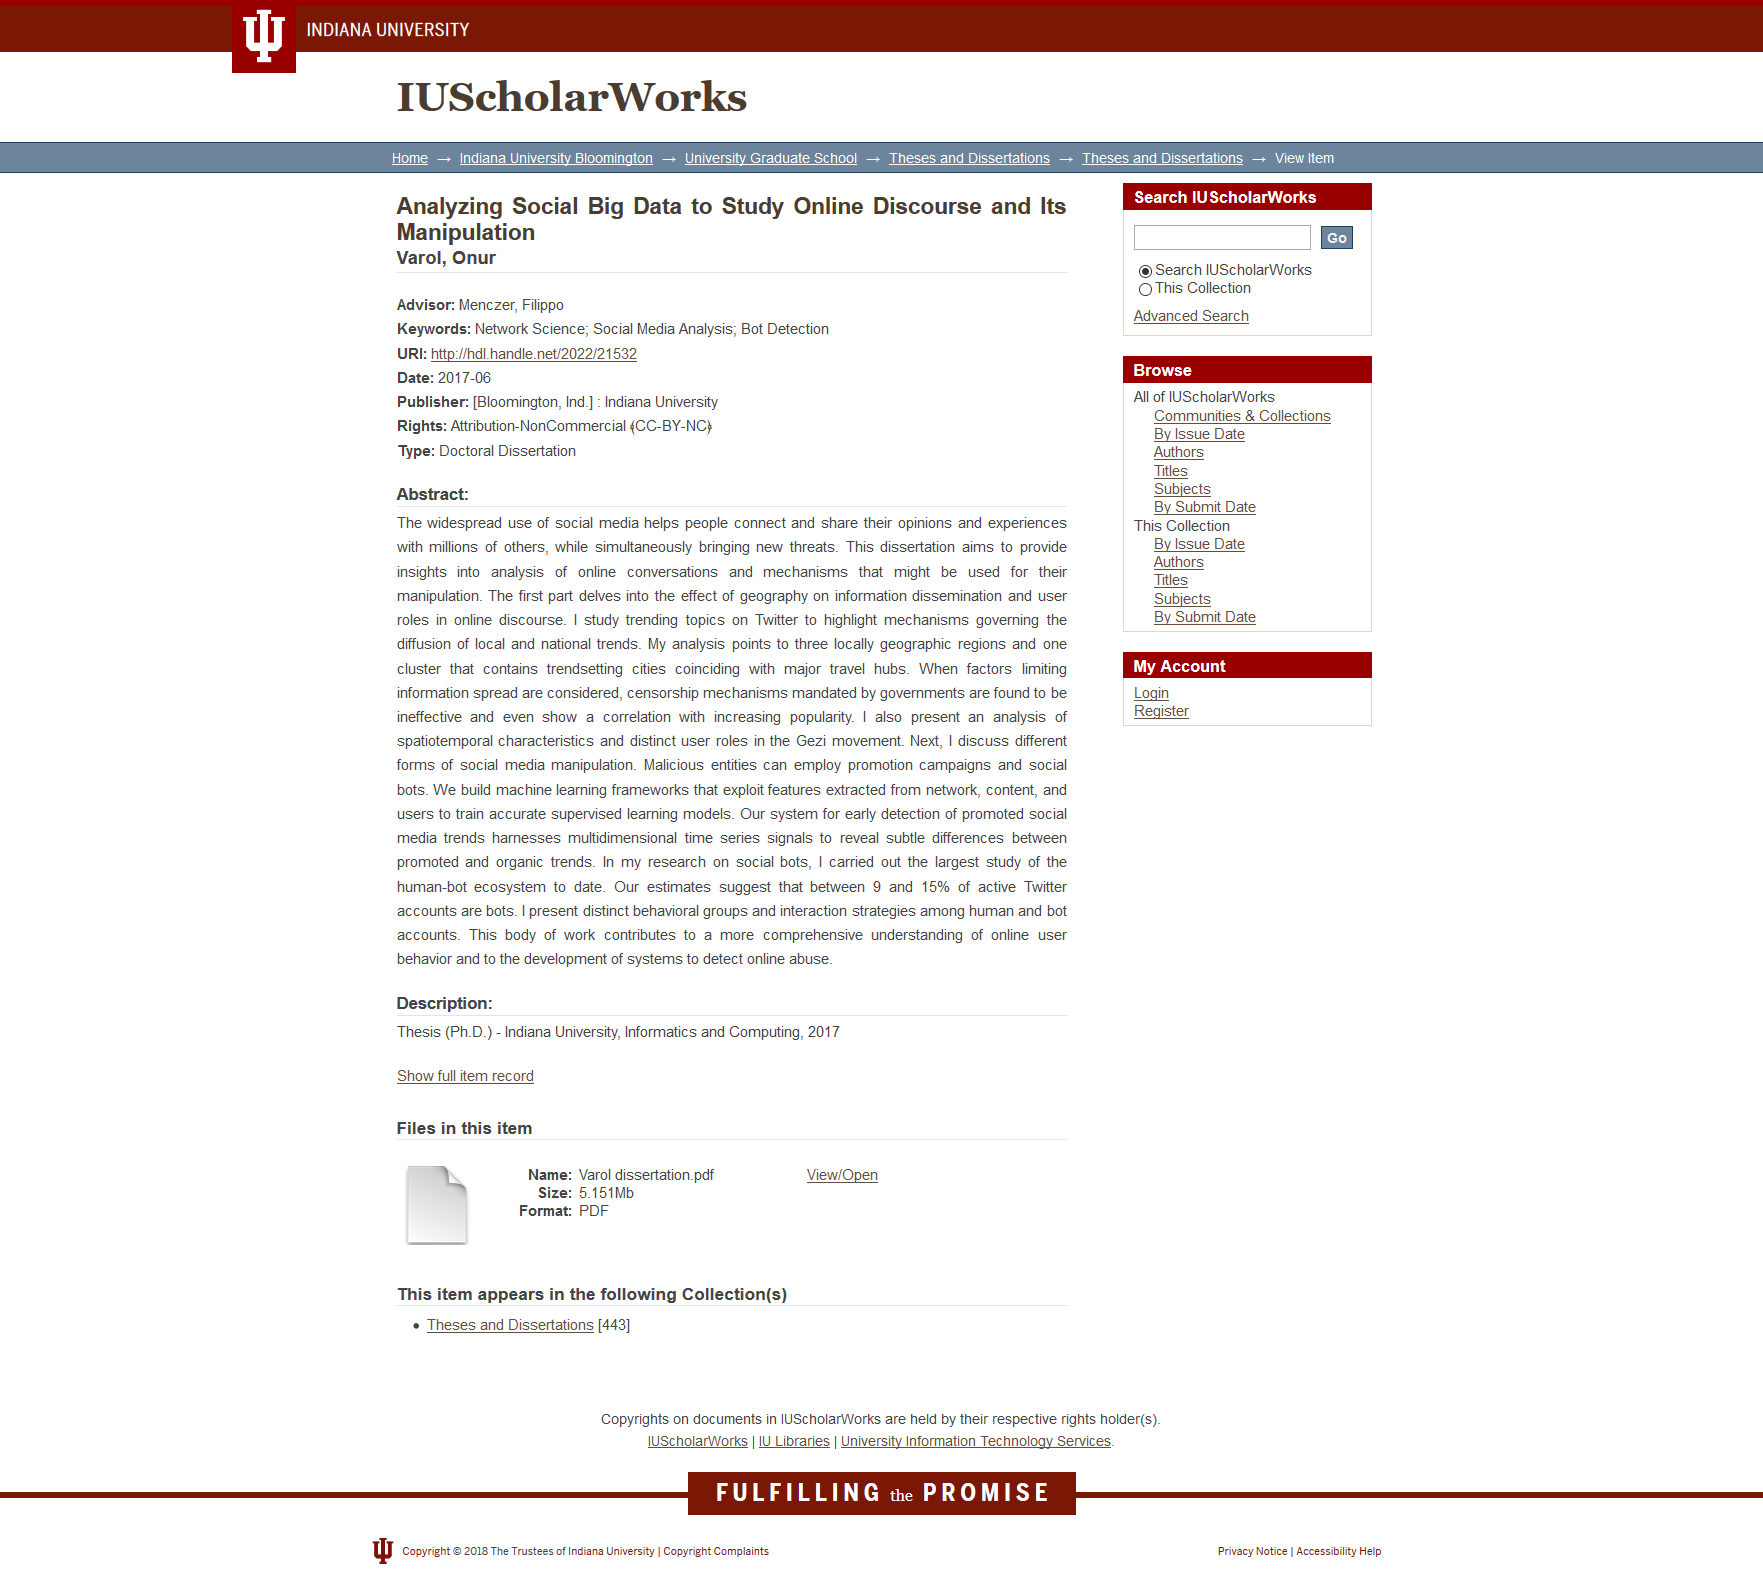 INDIANA UNIVERSITY
IUScholarWorks
Home → Indiana University Bloomington → University Graduate School → Theses and Dissertations → Theses and Dissertations → View Item
Analyzing Social Big Data to Study Online Discourse and Its
Manipulation
Varol, Onur
Advisor: Menczer, Filippo
Keywords: Network Science; Social Media Analysis; Bot Detection
URI: http://hdl.handle.net/2022/21532
Date: 2017-06
Publisher: [Bloomington, Ind.] : Indiana University
Rights: Attribution-NonCommercial (CC-BY-NC)
Type: Doctoral Dissertation
Abstract:
The widespread use of social media helps people connect and share their opinions and experiences
with millions of others, while simultaneously bringing new threats. This dissertation aims to provide
insights into analysis of online conversations and mechanisms that might be used for their
manipulation. The first part delves into the effect of geography on information dissemination and user
roles in online discourse. I study trending topics on Twitter to highlight mechanisms governing the
diffusion of local and national trends. My analysis points to three locally geographic regions and one
cluster that contains trendsetting cities coinciding with major travel hubs. When factors limiting
information spread are considered, censorship mechanisms mandated by governments are found to be
ineffective and even show a correlation with increasing popularity. I also present an analysis of
spatiotemporal characteristics and distinct user roles in the Gezi movement. Next, I discuss different
forms of social media manipulation. Malicious entities can employ promotion campaigns and social
bots. We build machine learning frameworks that exploit features extracted from network, content, and
users to train accurate supervised learning models. Our system for early detection of promoted social
media trends harnesses multidimensional time series signals to reveal subtle differences between
promoted and organic trends. In my research on social bots, I carried out the largest study of the
human-bot ecosystem to date. Our estimates suggest that between 9 and 15% of active Twitter
accounts are bots. I present distinct behavioral groups and interaction strategies among human and bot
accounts. This body of work contributes to a more comprehensive understanding of online user
behavior and to the development of systems to detect online abuse.
Description:
Thesis (Ph.D.) - Indiana University, Informatics and Computing, 2017
Show full item record
Files in this item
Name: Varol dissertation.pdf
Size: 5.151Mb
Format: PDF
View/Open
This item appears in the following Collection(s)
• Theses and Dissertations [443]
Search IUScholarWorks
Go
Search IUScholarWorks
This Collection
Advanced Search
Browse
All of IUScholarWorks
Communities & Collections
By Issue Date
Authors
Titles
Subjects
By Submit Date
This Collection
By Issue Date
Authors
Titles
Subjects
By Submit Date
My Account
Login
Register
Copyrights on documents in IUScholarWorks are held by their respective rights holder(s).
IUScholarWorks | IU Libraries | University Information Technology Services.
FULFILLING the PROMISE
Copyright © 2018 The Trustees of Indiana University | Copyright Complaints
Privacy Notice | Accessibility Help